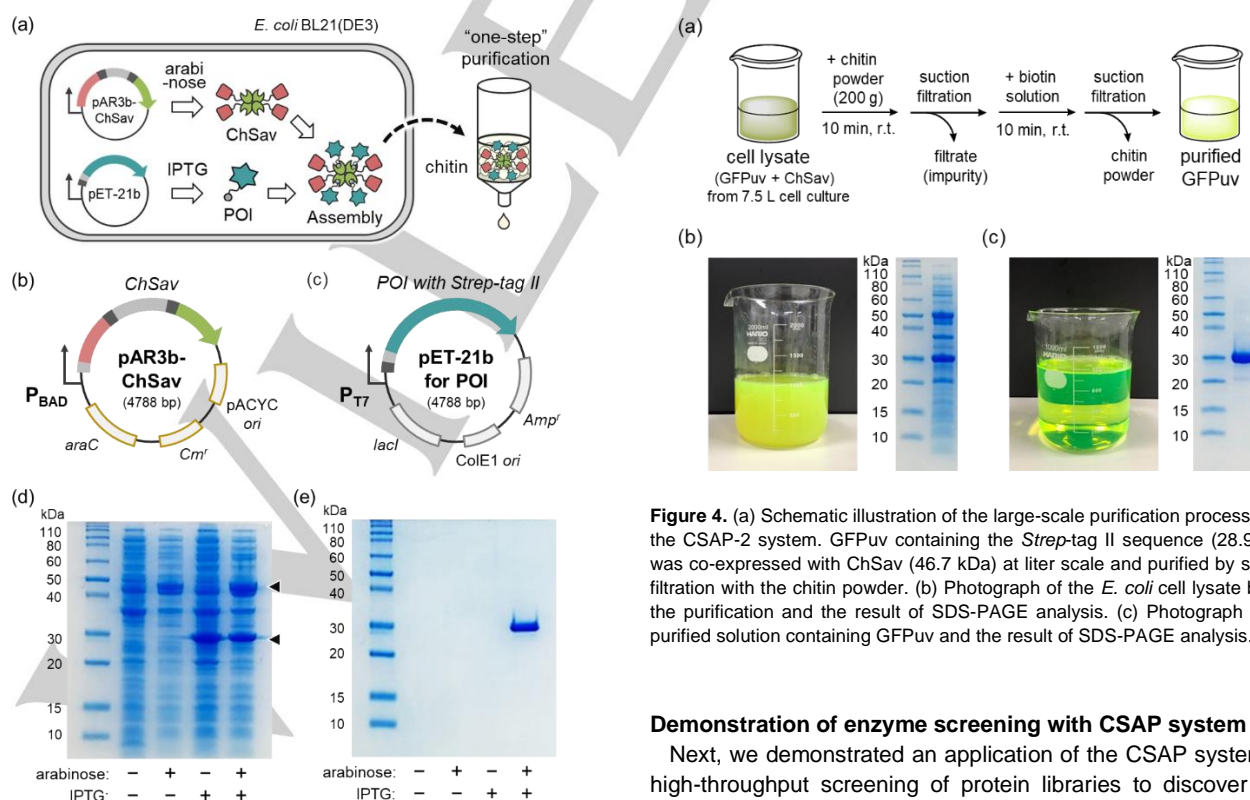 (a)
E. coli BL21(DE3)
"one-step"
purification
arabi
-nose
pAR3b-
ChSav
ChSav
IPTG
chitin
pET-21b
POI
Assembly
(b)
ChSav
pAR3b-
ChSav
(4788 bp)
PBAD
pACYC
ori
araC
Cmr
(c)
POI with Strep-tag II
pET-21b
for POI
(4788 bp)
PT7
Ampr
lacI
ColE1 ori
(d)
kDa
110
80
60
50
40
30
20
15
10
arabinose: – + – +
IPTG: – – + +
(e)
kDa
110
80
60
50
40
30
20
15
10
arabinose: – + – +
IPTG: – – + +
(a)
+ chitin
powder
(200 g)
10 min, r.t.
suction
filtration
filtrate
(impurity)
+ biotin
solution
10 min, r.t.
suction
filtration
chitin
powder
cell lysate
(GFPuv + ChSav)
from 7.5 L cell culture
purified
GFPuv
(b)
kDa
110
80
60
50
40
30
20
15
10
(c)
kDa
110
80
60
50
40
30
20
15
10
Figure 4. (a) Schematic illustration of the large-scale purification process
the CSAP-2 system. GFPuv containing the Strep-tag II sequence (28.9
was co-expressed with ChSav (46.7 kDa) at liter scale and purified by s
filtration with the chitin powder. (b) Photograph of the E. coli cell lysate b
the purification and the result of SDS-PAGE analysis. (c) Photograph
purified solution containing GFPuv and the result of SDS-PAGE analysis.
Demonstration of enzyme screening with CSAP system
Next, we demonstrated an application of the CSAP system
high-throughput screening of protein libraries to discover